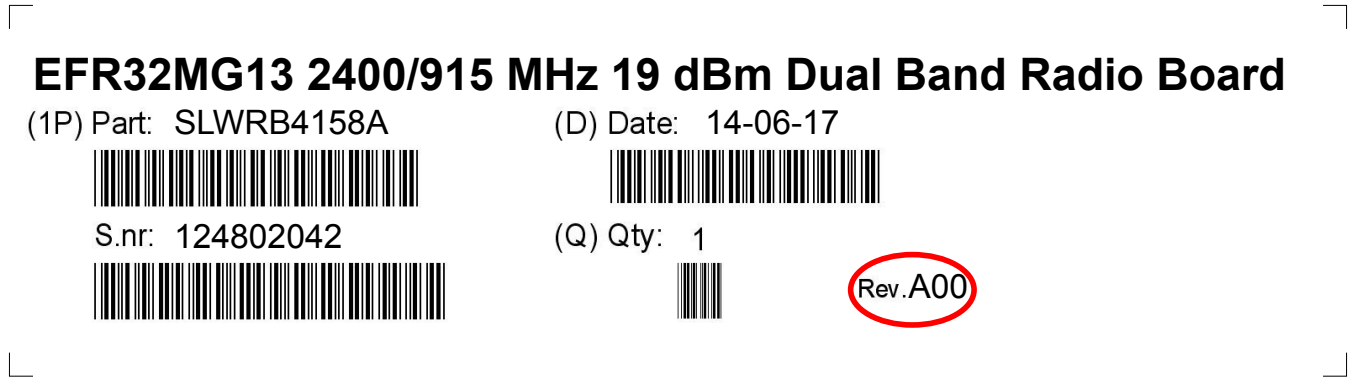 EFR32MG13 2400/915 MHz 19 dBm Dual Band Radio Board
(1P) Part: SLWRB4158A
(D) Date: 14-06-17
S.nr: 124802042
(Q) Qty: 1
Rev.A00